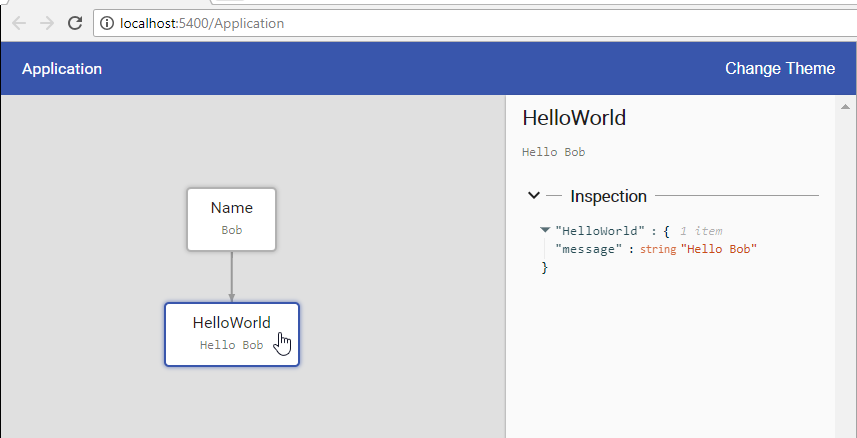 localhost:5400/Application
Application
Change Theme
Name
Bob
HelloWorld
Hello Bob
HelloWorld
Hello Bob
Inspection
"HelloWorld" : { 1 item
"message" : string "Hello Bob"
}